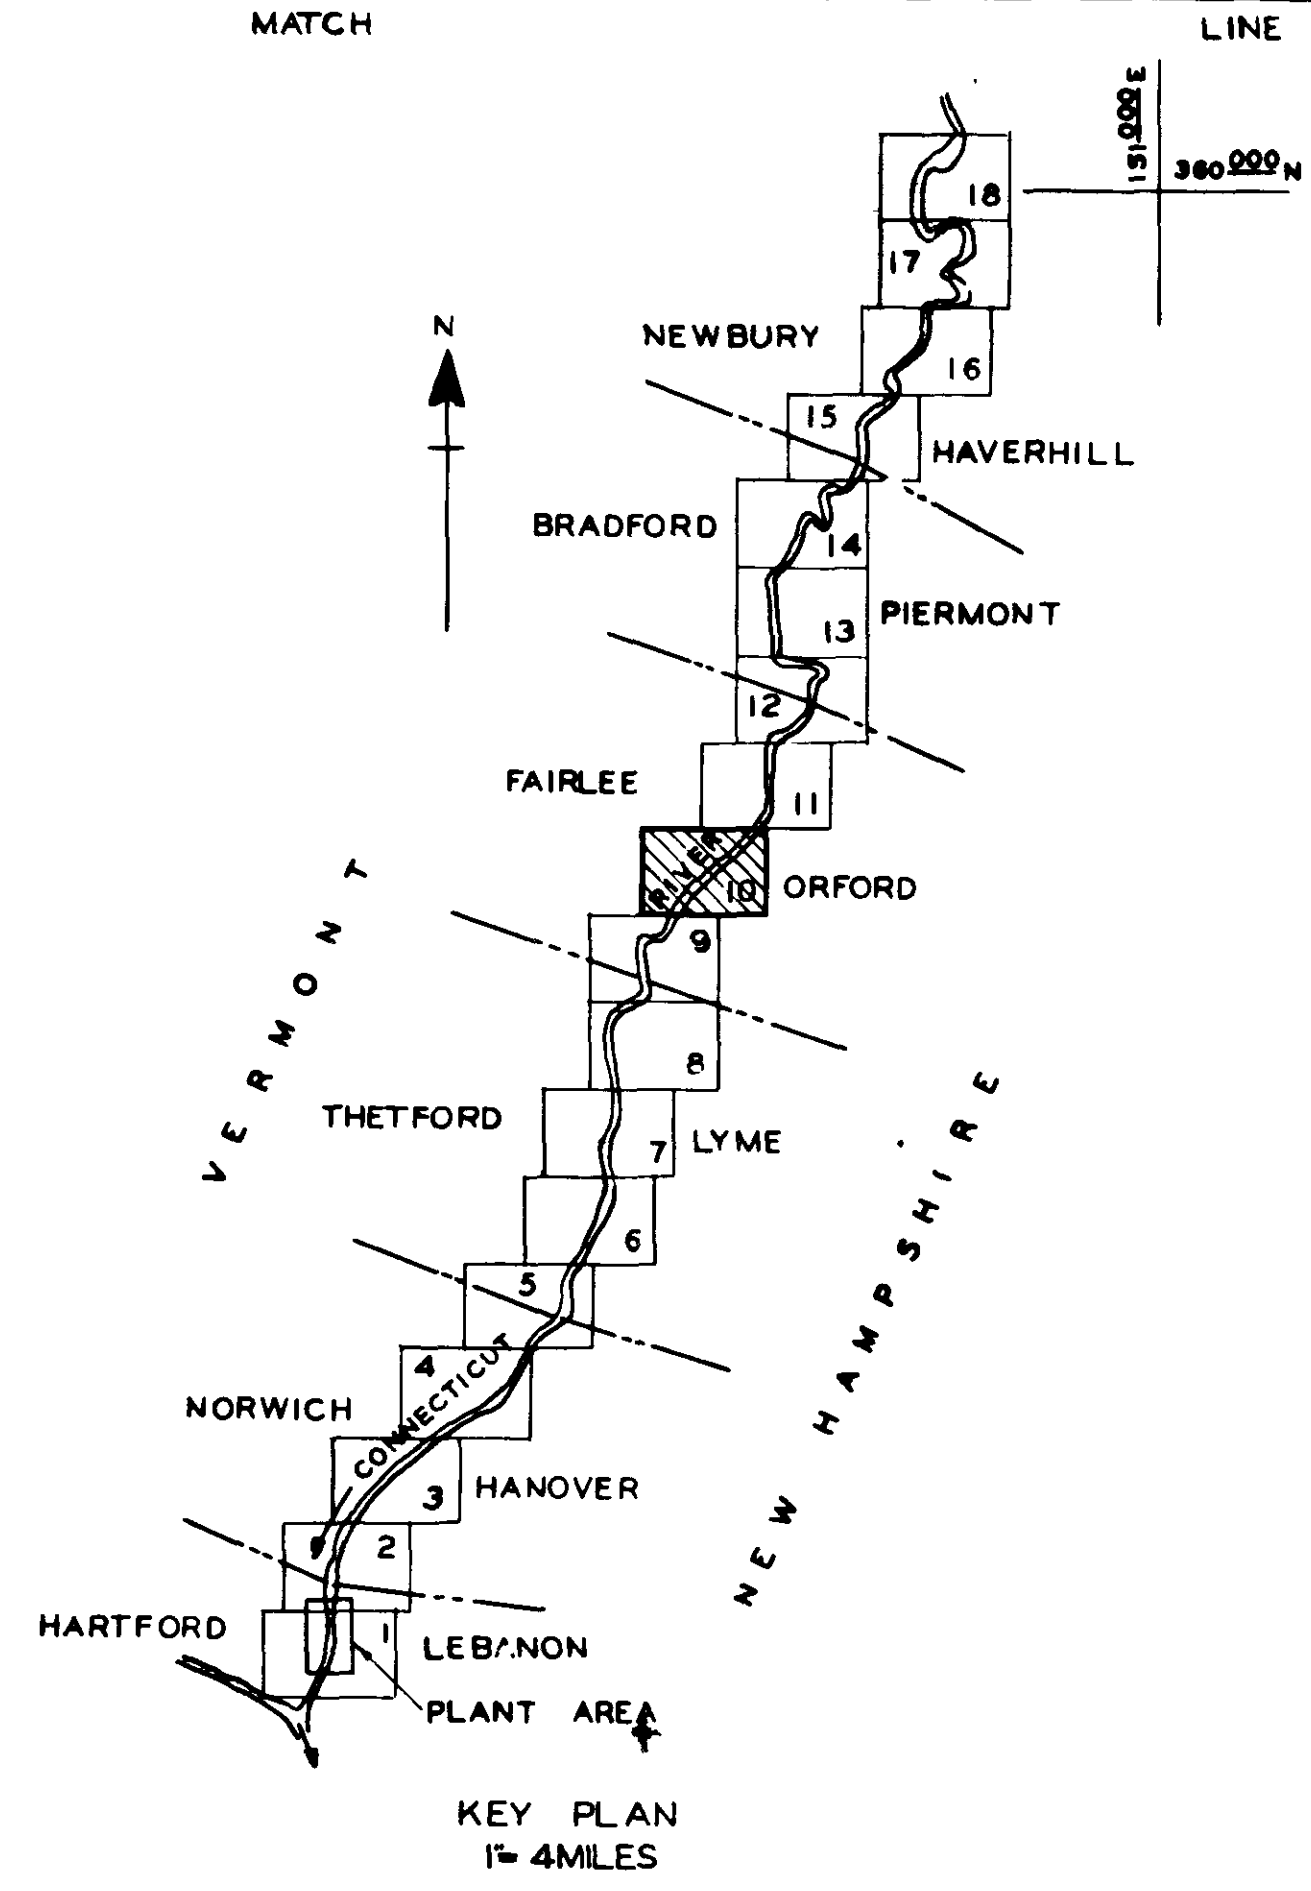 MATCH LINE
151 000 E
360 000 N
18
17
N
NEWBURY
16
15
HAVERHILL
BRADFORD
14
PIERMONT
13
12
FAIRLEE
11
RIVER
10
ORFORD
9
8
VERMONT
THETFORD
LYME
7
6
5
NEW HAMPSHIRE
4
CONNECTICUT
NORWICH
3
HANOVER
2
HARTFORD
1
LEBANON
PLANT AREA
KEY PLAN
1"= 4MILES